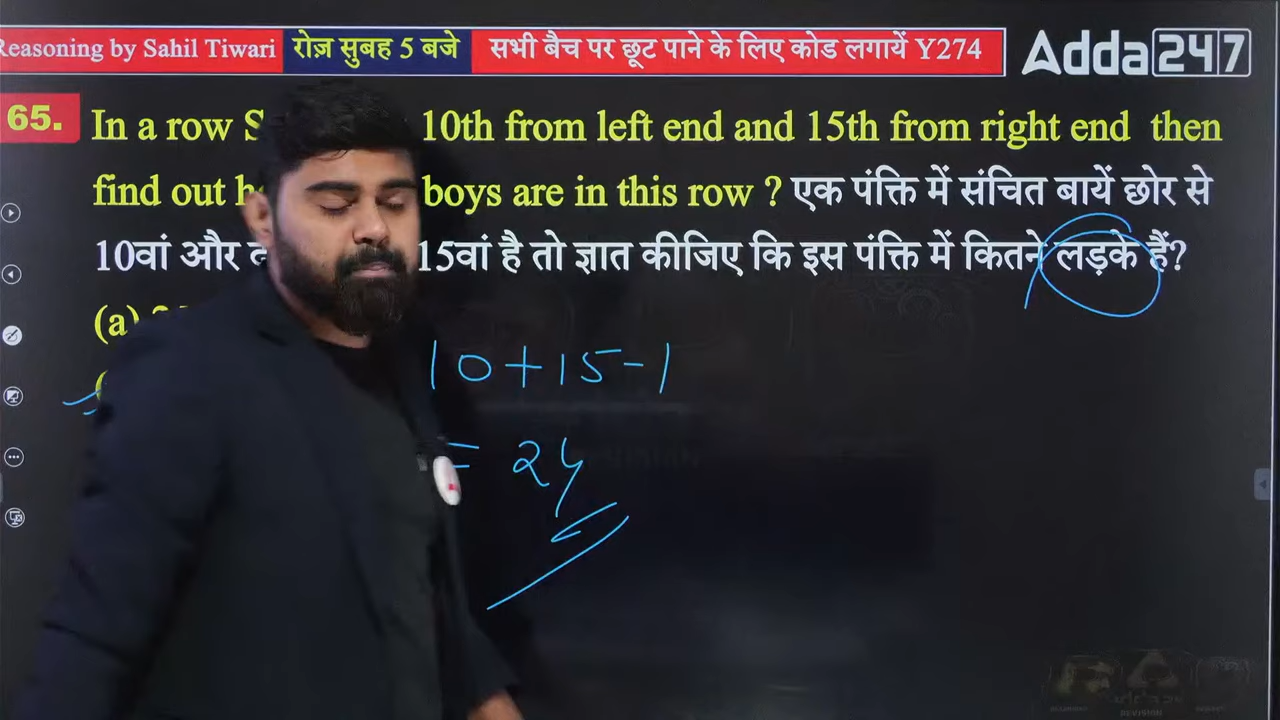 Reasoning by Sahil Tiwari रोज़ सुबह 5 बजे सभी बैच पर छूट पाने के लिए कोड लगायें Y274 Adda247
65. In a row 10th from left end and 15th from right end then
find out boys are in this row ? एक पंक्ति में संचित बायें छोर से
10वां और 15वां है तो ज्ञात कीजिए कि इस पंक्ति में कितने लड़के हैं?
(a)
10+15-1
= 24